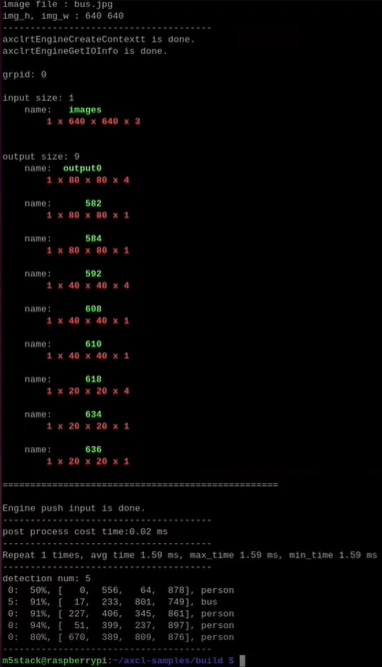 image file : bus.jpg
img_h, img_w : 640 640
--------------------------------------
axclrtEngineCreateContextt is done.
axclrtEngineGetIOInfo is done.
grpid: 0
input size: 1
name: images
1 x 640 x 640 x 3
output size: 9
name: output0
1 x 80 x 80 x 4
name: 582
1 x 80 x 80 x 1
name: 584
1 x 80 x 80 x 1
name: 592
1 x 40 x 40 x 4
name: 608
1 x 40 x 40 x 1
name: 610
1 x 40 x 40 x 1
name: 618
1 x 20 x 20 x 4
name: 634
1 x 20 x 20 x 1
name: 636
1 x 20 x 20 x 1
==================================================
Engine push input is done.
--------------------------------------
post process cost time:0.02 ms
--------------------------------------
Repeat 1 times, avg time 1.59 ms, max_time 1.59 ms, min_time 1.59 ms
--------------------------------------
detection num: 5
0: 50%, [ 0, 556, 64, 878], person
5: 91%, [ 17, 233, 801, 749], bus
0: 91%, [ 227, 406, 345, 861], person
0: 94%, [ 51, 399, 237, 897], person
0: 80%, [ 670, 389, 809, 876], person
--------------------------------------
m5stack@raspberrypi:~/axcl-samples/build $